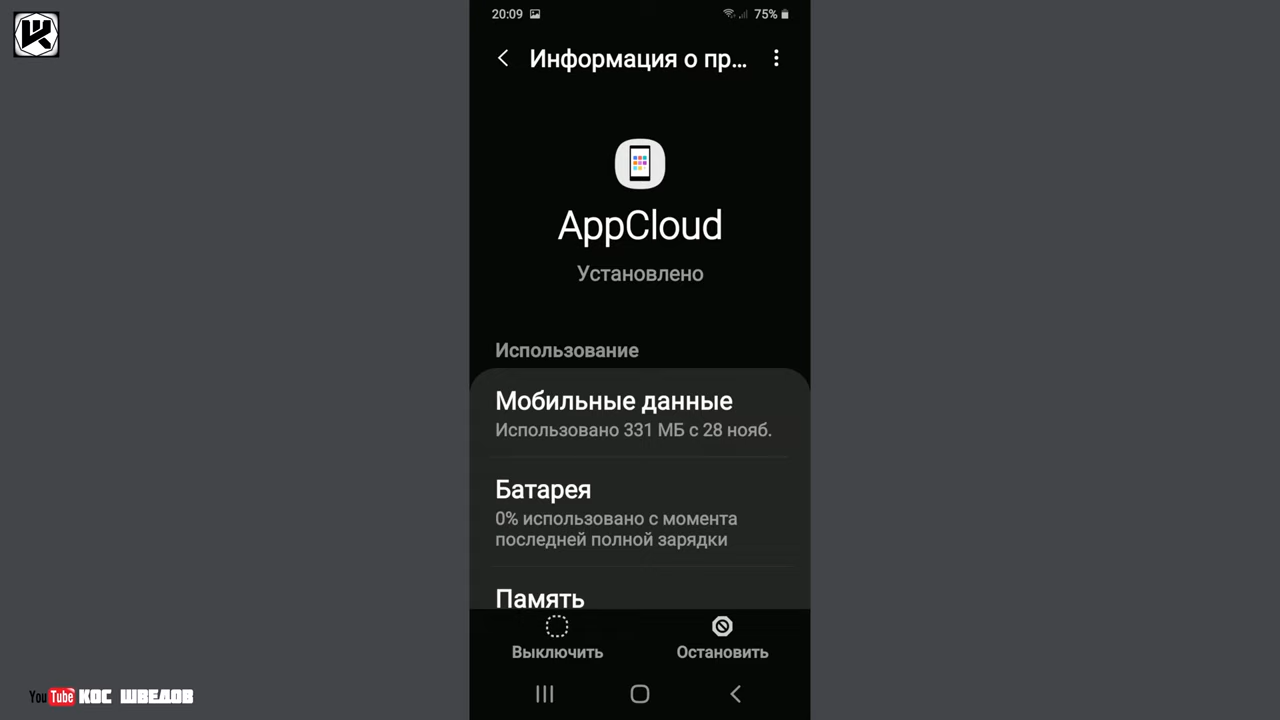 20:09
75%
Информация о пр...
AppCloud
Установлено
Использование
Мобильные данные
Использовано 331 МБ с 28 нояб.
Батарея
0% использовано с момента
последней полной зарядки
Память
Выключить
Остановить
YouTube КОС ШВЕДОВ